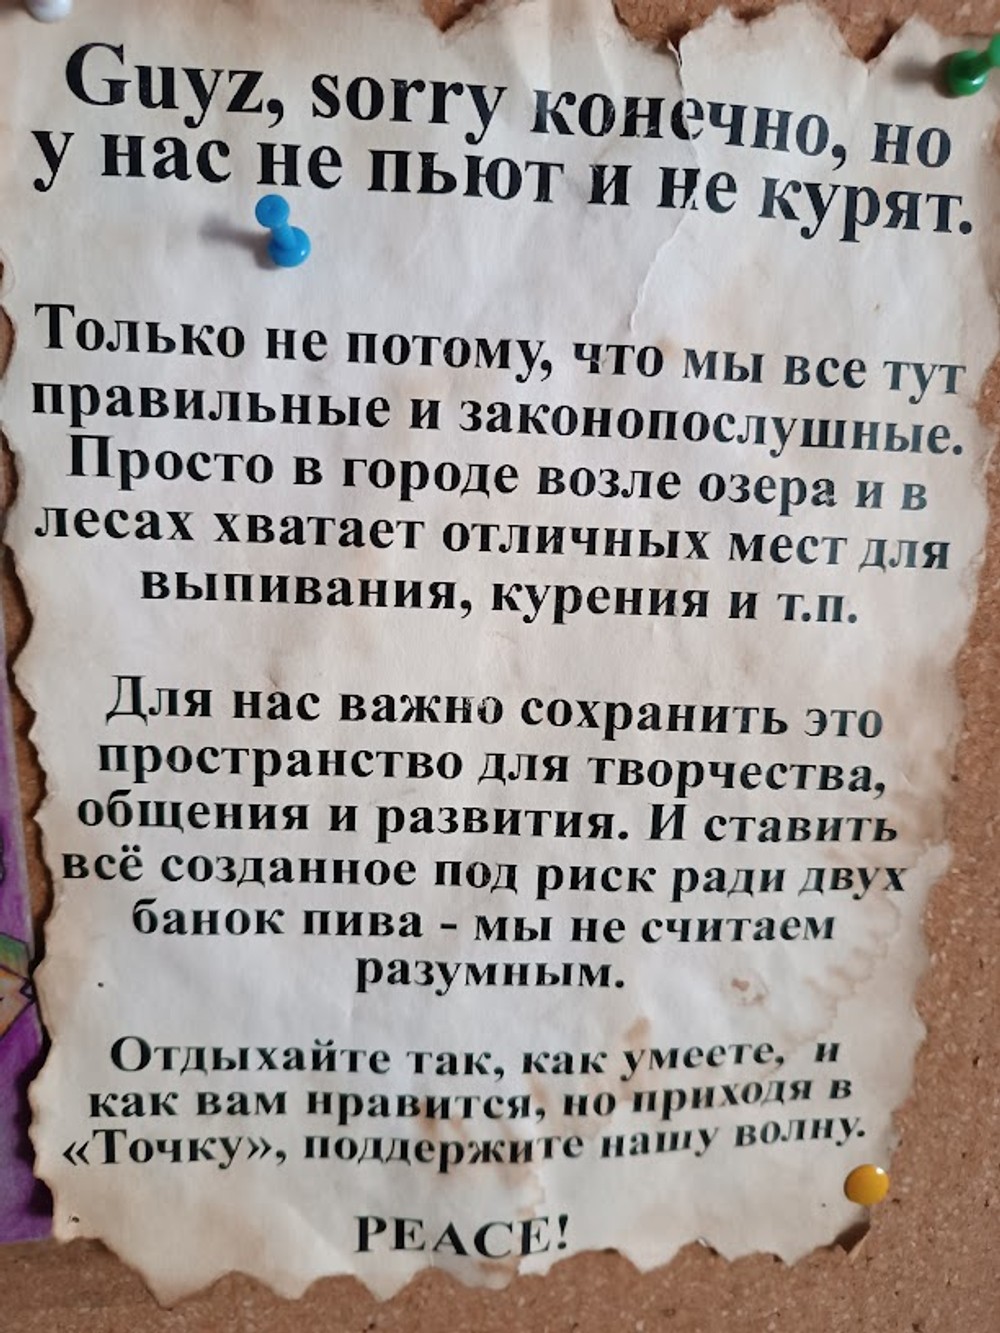 Guyz, sorry конечно, но
у нас не пьют и не курят.
Только не потому, что мы все тут
правильные и законопослушные.
Просто в городе возле озера и в
лесах хватает отличных мест для
выпивания, курения и т.п.
Для нас важно сохранить это
пространство для творчества,
общения и развития. И ставить
всё созданное под риск ради двух
банок пива - мы не считаем
разумным.
Отдыхайте так, как умеете, и
как вам нравится, но приходя в
«Точку», поддержите нашу волну.
PEACE!